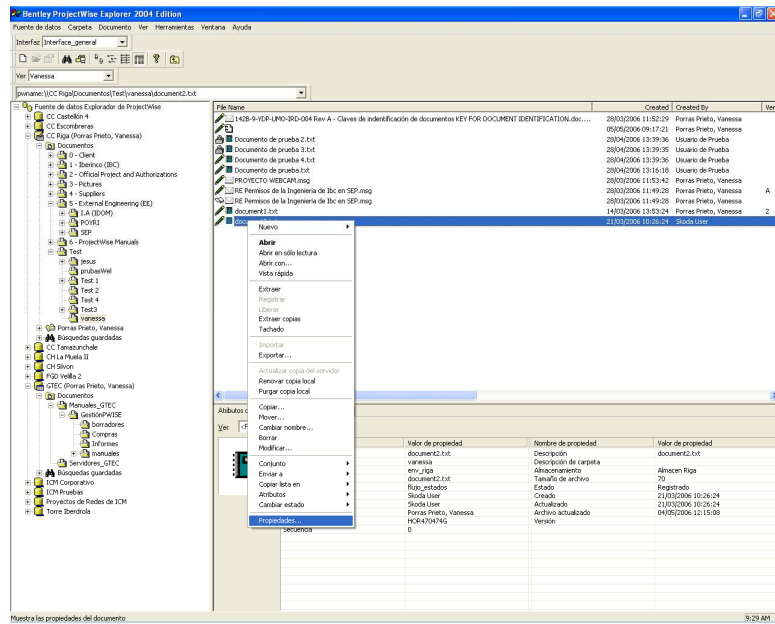 Bentley ProjectWise Explorer 2004 Edition
Fuente de datos Carpeta Documento Ver Herramientas Ventana Ayuda
Interfaz Interface_general
Ver Vanessa
pwname:\\CC Riga\Documentos\Test\vanessa\document2.txt
Fuente de datos Explorador de ProjectWise
CC Castellón 4
CC Escombreras
CC Riga (Porras Prieto, Vanessa)
Documentos
0 - Client
1 - Iberinco (IBC)
2 - Official Project and Authorizations
3 - Pictures
4 - Suppliers
5 - External Engineering (EE)
I.A (IDOM)
POYRI
SEP
6 - ProjectWise Manuals
Test
jesus
prubasWel
Test 1
Test 2
Test 4
Test3
vanessa
Porras Prieto, Vanessa
Búsquedas guardadas
CC Tamazunchale
CH La Muela II
CH Silvon
FGD Velilla 2
GTEC (Porras Prieto, Vanessa)
Documentos
Manuales_GTEC
GestiónPWISE
borradores
Compras
Informes
manuales
Servidores_GTEC
Búsquedas guardadas
ICM Corporativo
ICM Pruebas
Proyectos de Redes de ICM
Torre Iberdrola
File Name Created Created By Ver
142B-9-YDP-UMO-IRD-004 Rev A - Claves de indentificación de documentos KEY FOR DOCUMENT IDENTIFICATION.doc.... 28/03/2006 11:52:29 Porras Prieto, Vanessa
05/05/2006 09:17:21 Porras Prieto, Vanessa
Documento de prueba 2.txt 28/04/2006 13:39:36 Usuario de Prueba
Documento de prueba 3.txt 28/04/2006 13:39:35 Usuario de Prueba
Documento de prueba 4.txt 28/04/2006 13:39:36 Usuario de Prueba
Documento de prueba.txt 28/04/2006 13:16:18 Usuario de Prueba
PROYECTO WEBCAM.msg 28/03/2006 11:53:42 Porras Prieto, Vanessa
RE Permisos de la Ingenieria de Ibc en SEP.msg 28/03/2006 11:49:28 Porras Prieto, Vanessa A
RE Permisos de la Ingenieria de Ibc en SEP.msg 28/03/2006 11:49:28 Porras Prieto, Vanessa
document1.txt 14/03/2006 13:53:24 Porras Prieto, Vanessa 2
21/03/2006 10:26:24 Skoda User
Nuevo
Abrir
Abrir en sólo lectura
Abrir con...
Vista rápida
Extraer
Registrar
Liberar
Extraer copias
Tachado
Importar
Exportar...
Actualizar copia del servidor
Renovar copia local
Purgar copia local
Copiar...
Mover...
Cambiar nombre...
Borrar
Modificar...
Conjunto
Enviar a
Copiar lista en
Atributos
Cambiar estado
Propiedades...
Atributos
Ver:
Valor de propiedad Nombre de propiedad Valor de propiedad
document2.txt Descripción document2.txt
vanessa Descripción de carpeta
env_riga Almacenamiento Almacen Riga
document2.txt Tamaño de archivo 70
flujo_estados Estado Registrado
Skoda User Creado 21/03/2006 10:26:24
Skoda User Actualizado 21/03/2006 10:26:24
Porras Prieto, Vanessa Archivo actualizado 04/05/2006 12:15:08
HOR470474G Versión
Secuencia 0
Muestra las propiedades del documento 9:29 AM